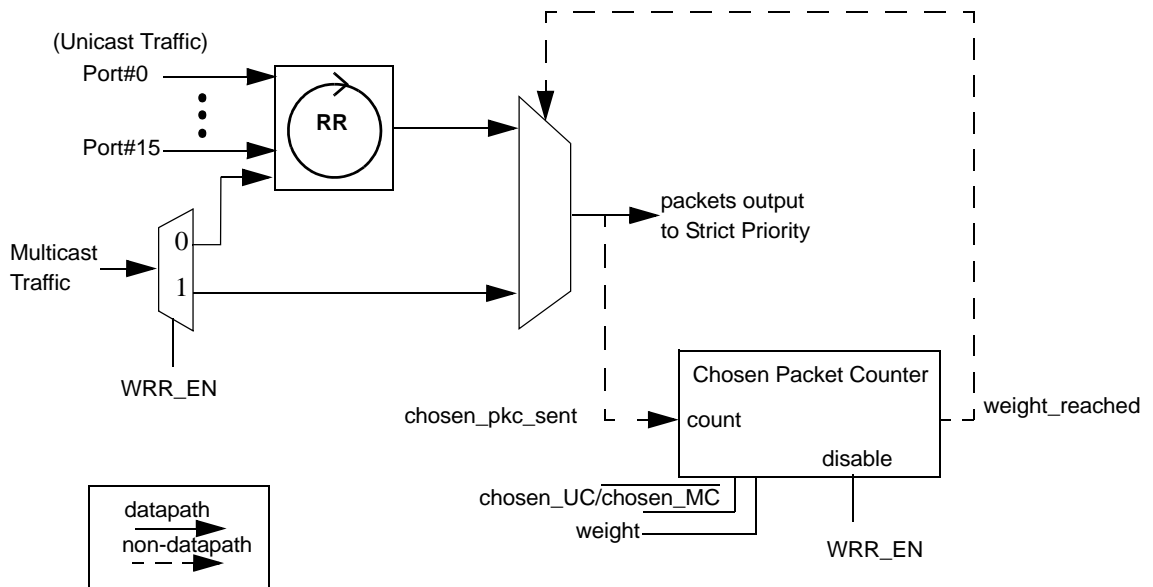 (Unicast Traffic)
Port#0
RR
Port#15
packets output
to Strict Priority
0
Multicast
Traffic
1
WRR_EN
Chosen Packet Counter
chosen_pkc_sent
count
weight_reached
disable
chosen_UC/chosen_MC
weight
WRR_EN
datapath
non-datapath